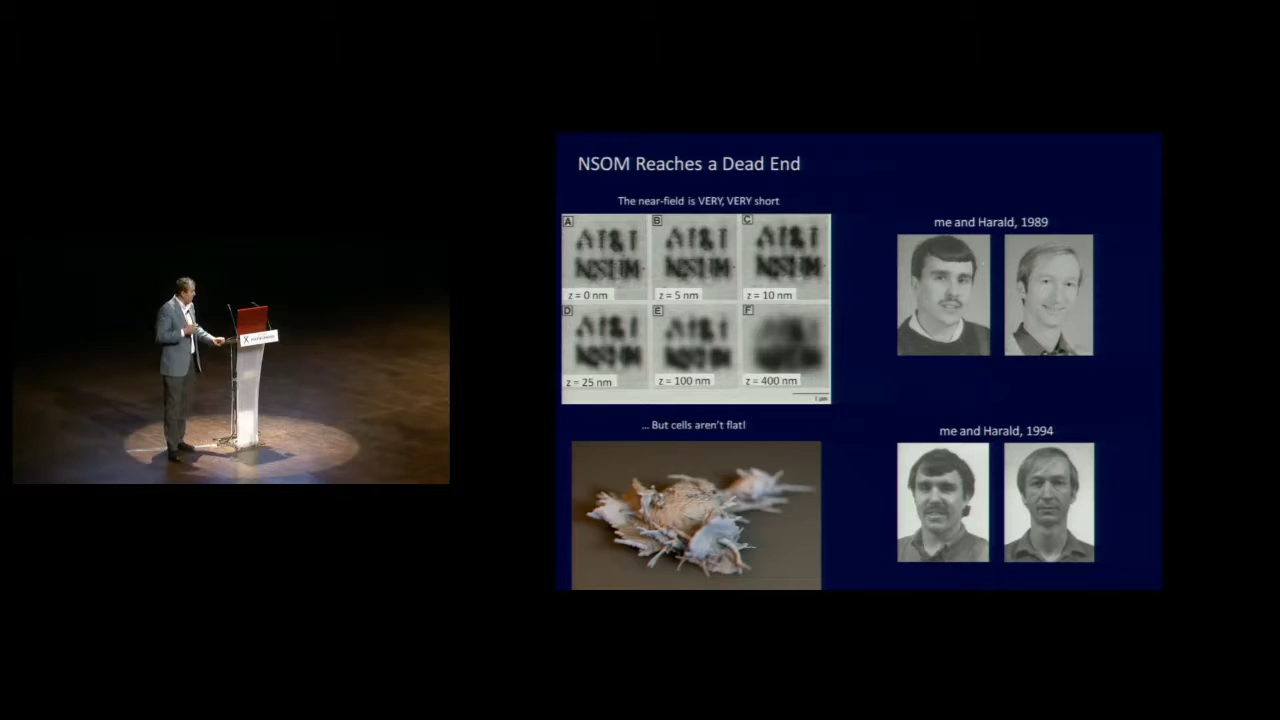 NSOM Reaches a Dead End
The near-field is VERY, VERY short
A B C
AT&T AT&T AT&T
NSOM NSOM NSOM
z = 0 nm z = 5 nm z = 10 nm
D E F
AT&T AT&T
NSOM NSOM
z = 25 nm z = 100 nm z = 400 nm
1 μm
... But cells aren't flat!
me and Harald, 1989
me and Harald, 1994